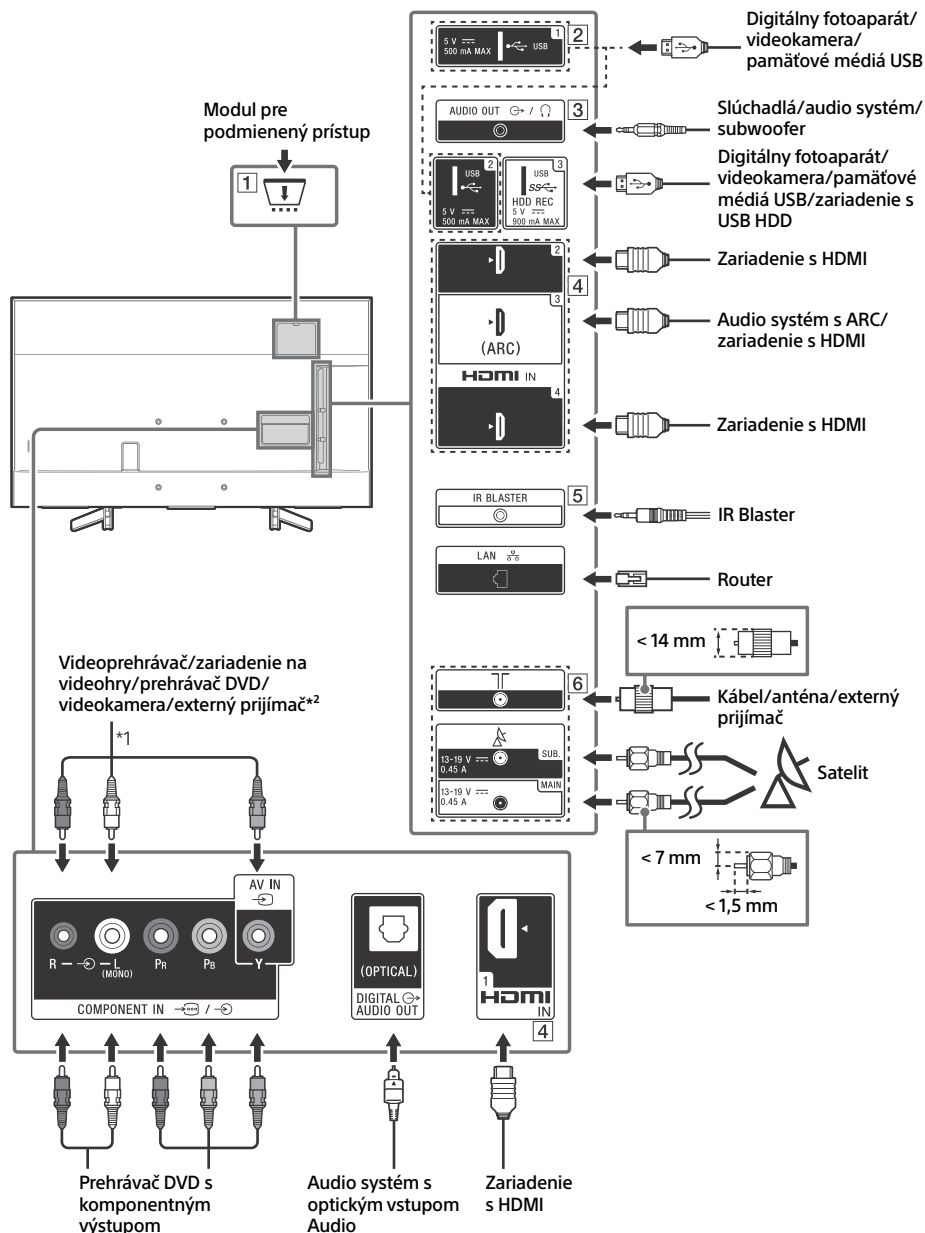 Digitálny fotoaparát/
videokamera/
pamäťové médiá USB
1
2
5 V
500 mA MAX
USB
Modul pre
podmienený prístup
1
AUDIO OUT
/
3
Slúchadlá/audio systém/
subwoofer
2
USB
5 V
500 mA MAX
3
USB
SS
HDD REC
5 V
900 mA MAX
Digitálny fotoaparát/
videokamera/pamäťové
médiá USB/zariadenie s
USB HDD
2
4
Zariadenie s HDMI
3
(ARC)
Audio systém s ARC/
zariadenie s HDMI
HDMI IN
4
Zariadenie s HDMI
IR BLASTER
5
IR Blaster
LAN
Router
< 14 mm
6
Kábel/anténa/externý
prijímač
13-19 V
0.45 A
SUB.
13-19 V
0.45 A
MAIN
Satelit
< 7 mm
< 1,5 mm
Videoprehrávač/zariadenie na
videohry/prehrávač DVD/
videokamera/externý prijímač*²
*1
AV IN
R
L
(MONO)
PR
PB
Y
COMPONENT IN
/
(OPTICAL)
DIGITAL
AUDIO OUT
1
HDMI
IN
4
Prehrávač DVD s
komponentným
výstupom
Audio systém s
optickým vstupom
Audio
Zariadenie
s HDMI